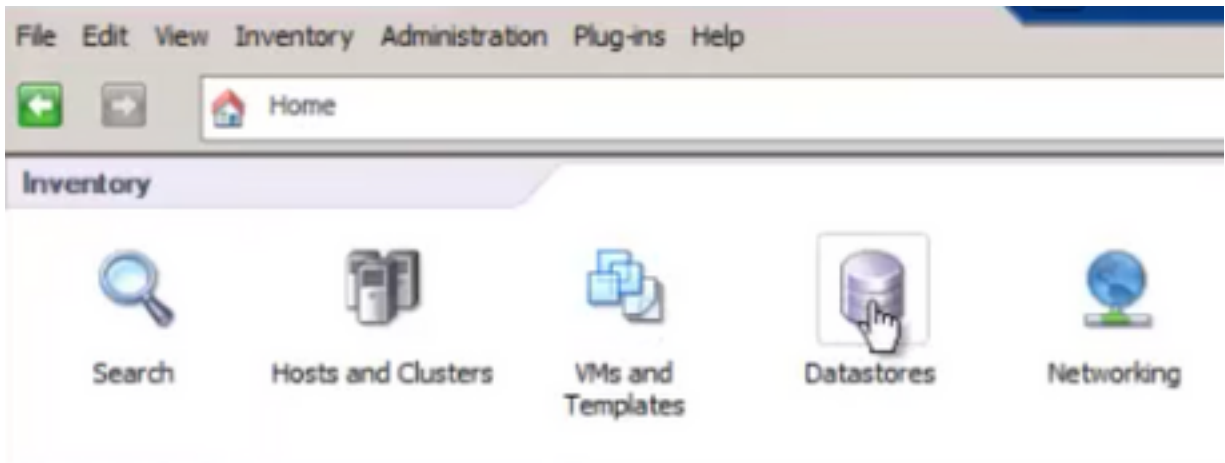 File Edit View Inventory Administration Plug-ins Help
Home
Inventory
Search Hosts and Clusters VMs and Templates Datastores Networking